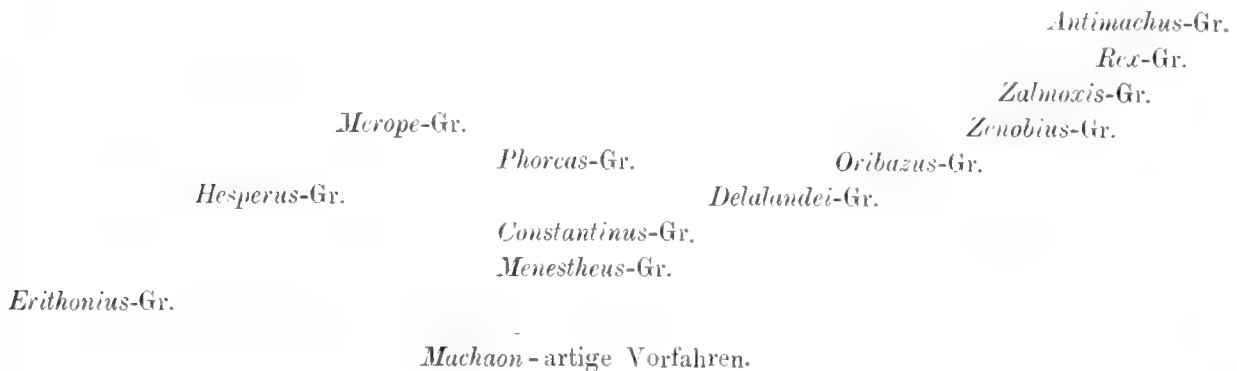 Antimachus-Gr.
Rex-Gr.
Zalmoxis-Gr.
Merope-Gr. Zenobius-Gr.
Phorcas-Gr. Oribazus-Gr.
Hesperus-Gr. Delalandei-Gr.
Constantinus-Gr.
Menestheus-Gr.
Erithonius-Gr.
Machaon-artige Vorfahren.